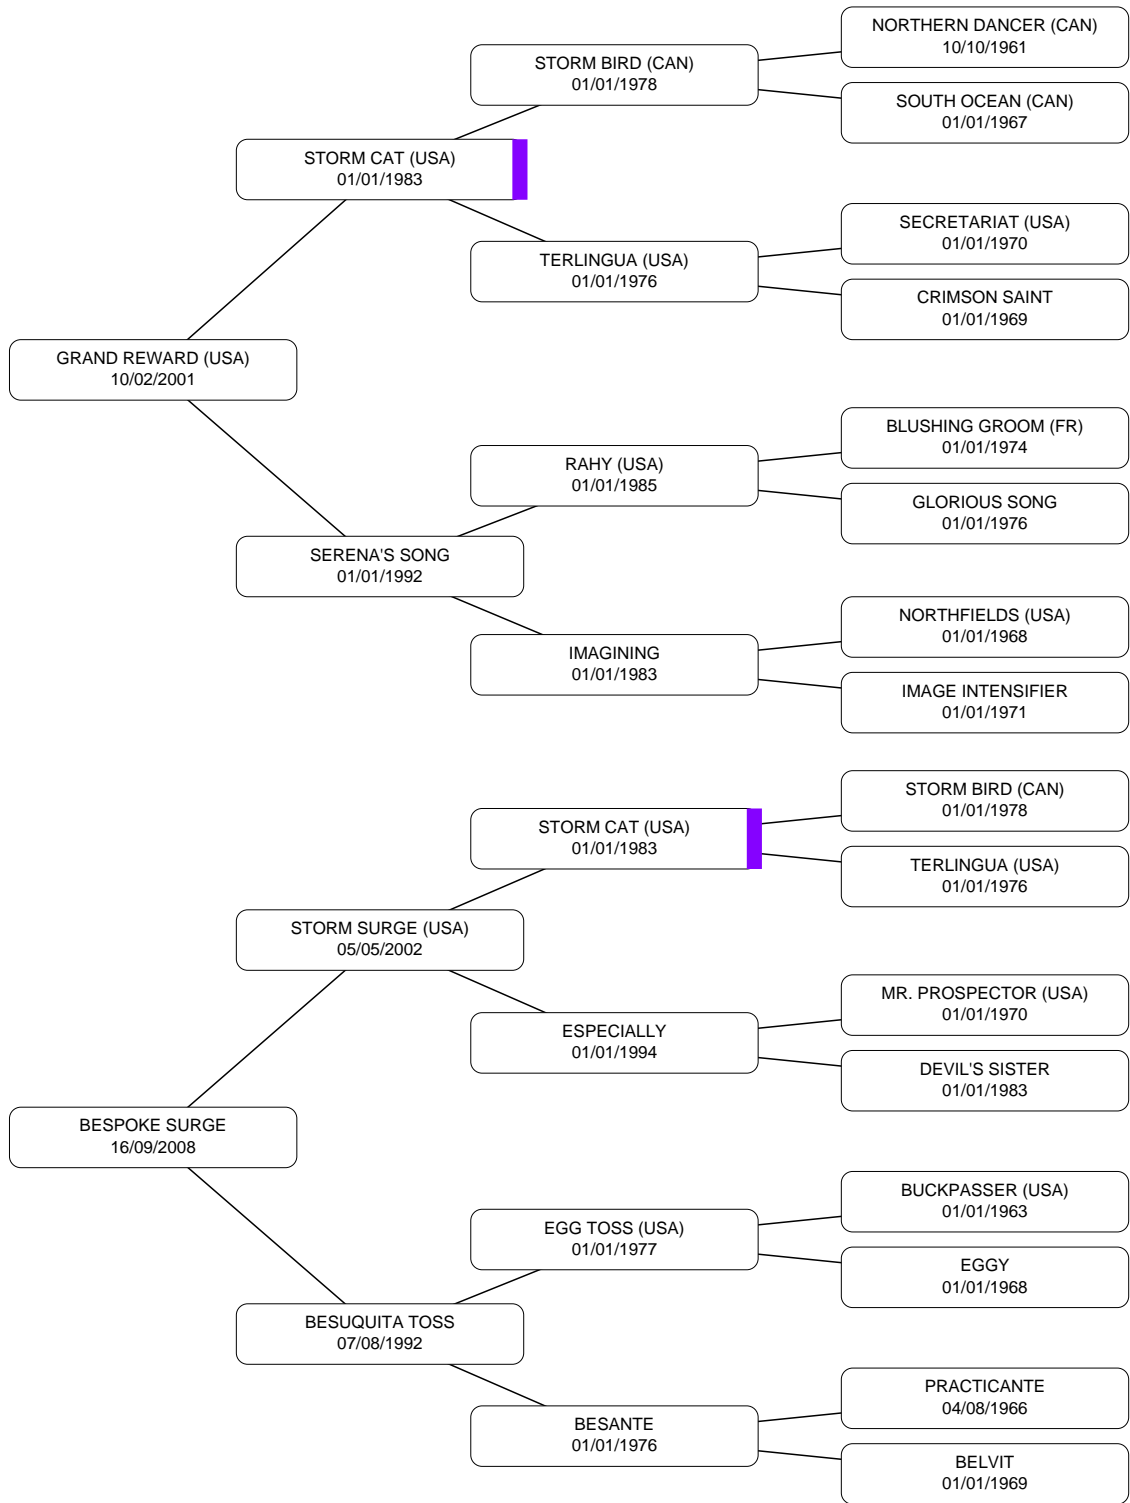 NORTHERN DANCER (CAN)
10/10/1961
STORM BIRD (CAN)
01/01/1978
SOUTH OCEAN (CAN)
01/01/1967
STORM CAT (USA)
01/01/1983
SECRETARIAT (USA)
01/01/1970
TERLINGUA (USA)
01/01/1976
CRIMSON SAINT
01/01/1969
GRAND REWARD (USA)
10/02/2001
BLUSHING GROOM (FR)
01/01/1974
RAHY (USA)
01/01/1985
GLORIOUS SONG
01/01/1976
SERENA'S SONG
01/01/1992
NORTHFIELDS (USA)
01/01/1968
IMAGINING
01/01/1983
IMAGE INTENSIFIER
01/01/1971
STORM BIRD (CAN)
01/01/1978
STORM CAT (USA)
01/01/1983
TERLINGUA (USA)
01/01/1976
STORM SURGE (USA)
05/05/2002
MR. PROSPECTOR (USA)
01/01/1970
ESPECIALLY
01/01/1994
DEVIL'S SISTER
01/01/1983
BESPOKE SURGE
16/09/2008
BUCKPASSER (USA)
01/01/1963
EGG TOSS (USA)
01/01/1977
EGGY
01/01/1968
BESUQUITA TOSS
07/08/1992
PRACTICANTE
04/08/1966
BESANTE
01/01/1976
BELVIT
01/01/1969